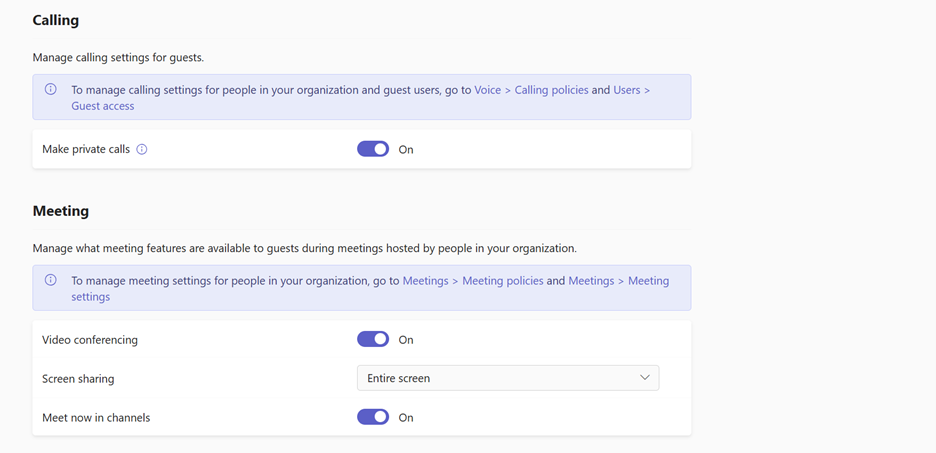 Calling
Manage calling settings for guests.
To manage calling settings for people in your organization and guest users, go to Voice > Calling policies and Users >
Guest access
Make private calls
On
Meeting
Manage what meeting features are available to guests during meetings hosted by people in your organization.
To manage meeting settings for people in your organization, go to Meetings > Meeting policies and Meetings > Meeting
settings
Video conferencing
On
Screen sharing
Entire screen
Meet now in channels
On